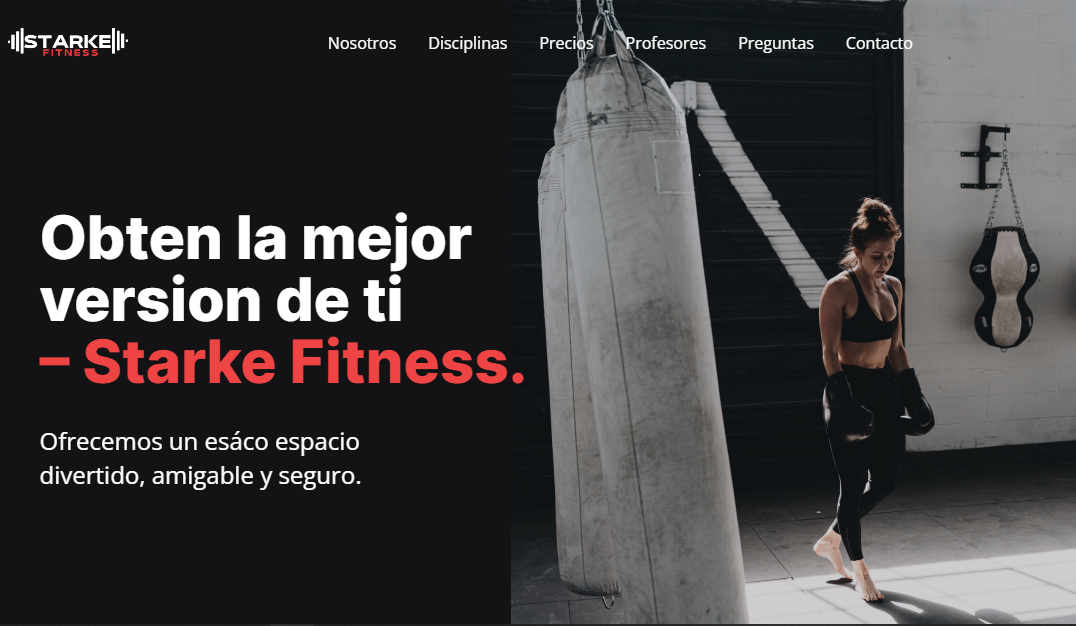 STARKE
FITNESS
Nosotros Disciplinas Precios Profesores Preguntas Contacto
Obten la mejor
version de ti
– Starke Fitness.
Ofrecemos un esáco espacio
divertido, amigable y seguro.